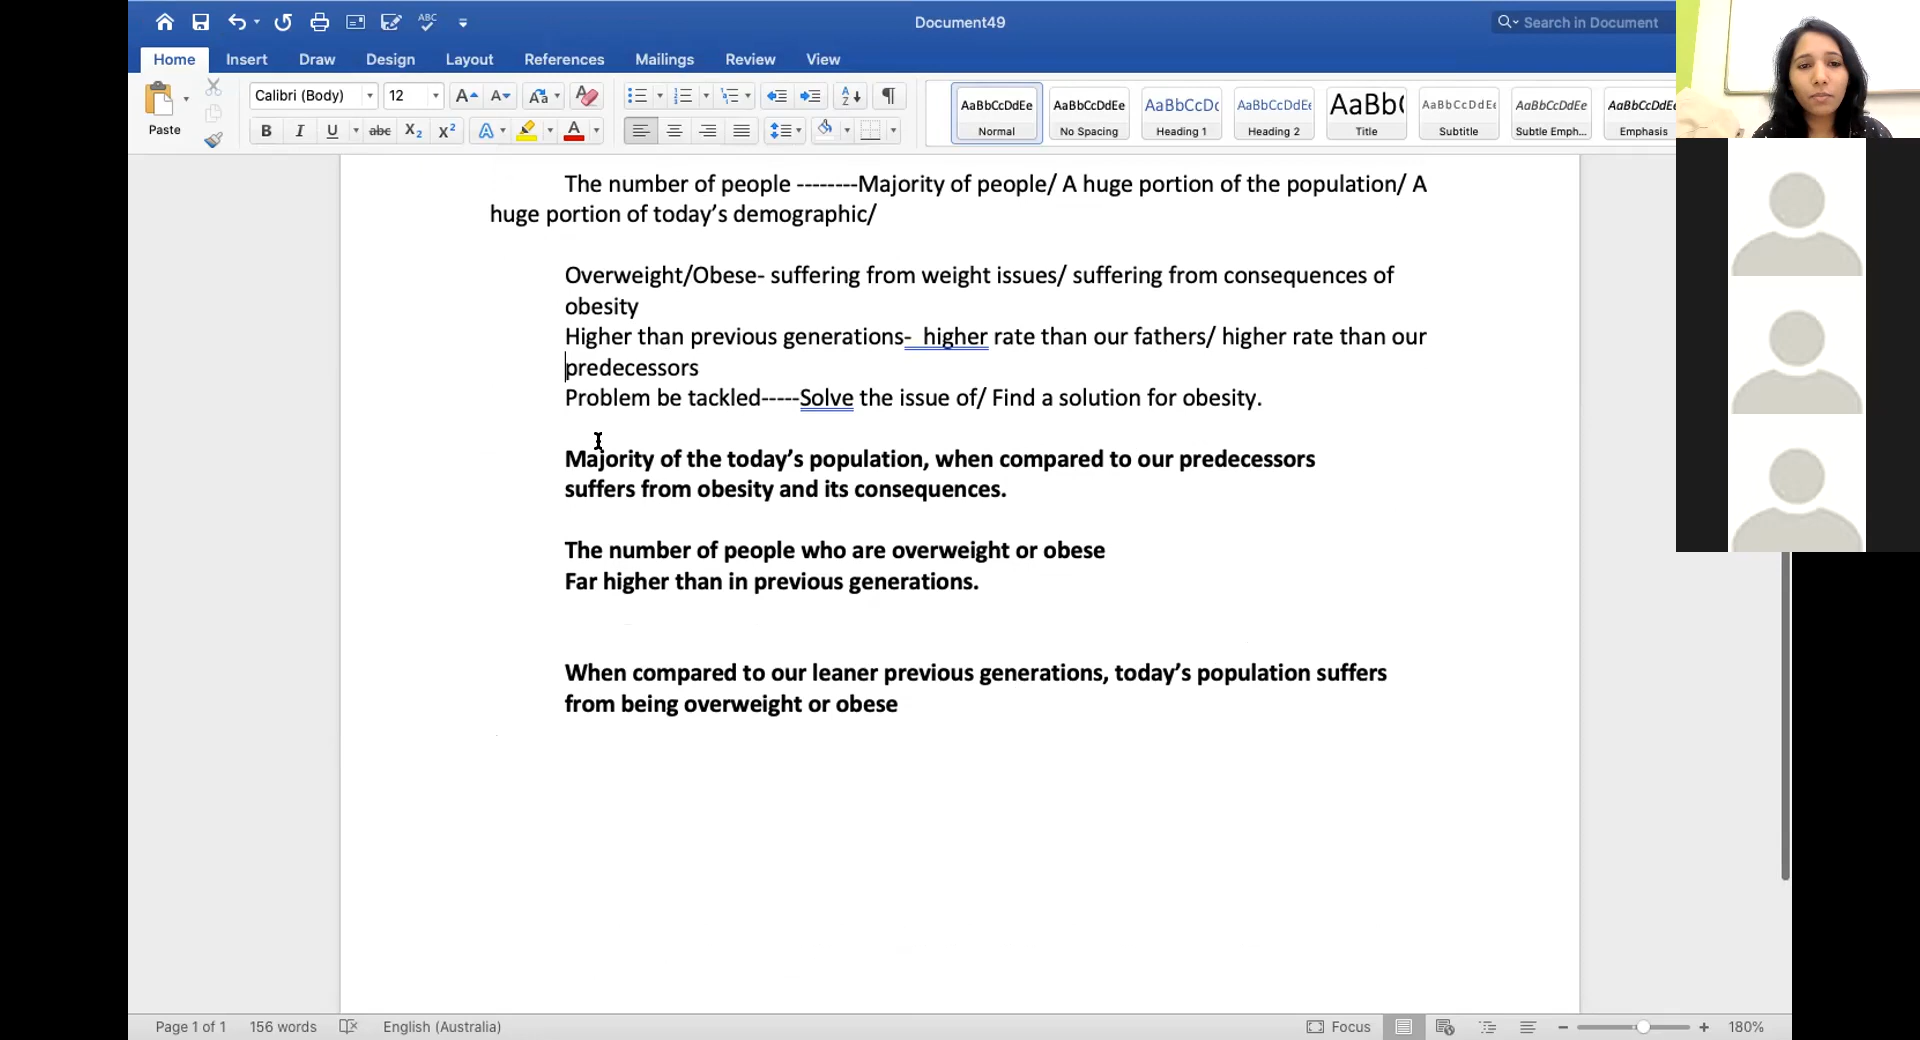 ABC
Document49
Search in Document
Home Insert Draw Design Layout References Mailings Review View
Paste
Calibri (Body) 12
AaBbCcDdEe AaBbCcDdEe AaBbCcDc AaBbCcDdEe AaBb( AaBbCcDdEe AaBbCcDdEe AaBbCcDdEe
Normal No Spacing Heading 1 Heading 2 Title Subtitle Subtle Emph... Emphasis
The number of people --------Majority of people/ A huge portion of the population/ A
huge portion of today’s demographic/
Overweight/Obese- suffering from weight issues/ suffering from consequences of
obesity
Higher than previous generations-  higher rate than our fathers/ higher rate than our
predecessors
Problem be tackled-----Solve the issue of/ Find a solution for obesity.
Majority of the today’s population, when compared to our predecessors
suffers from obesity and its consequences.
The number of people who are overweight or obese
Far higher than in previous generations.
When compared to our leaner previous generations, today’s population suffers
from being overweight or obese
Page 1 of 1 156 words English (Australia) Focus 180%